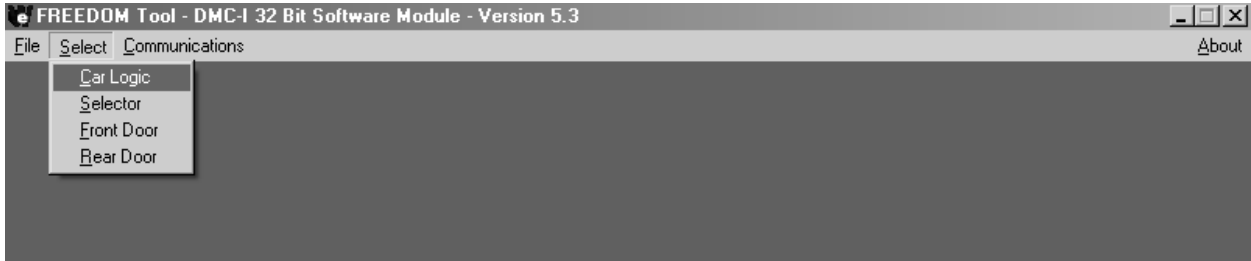 FREEDOM Tool - DMC-I 32 Bit Software Module - Version 5.3
File Select Communications About
Car Logic
Selector
Front Door
Rear Door